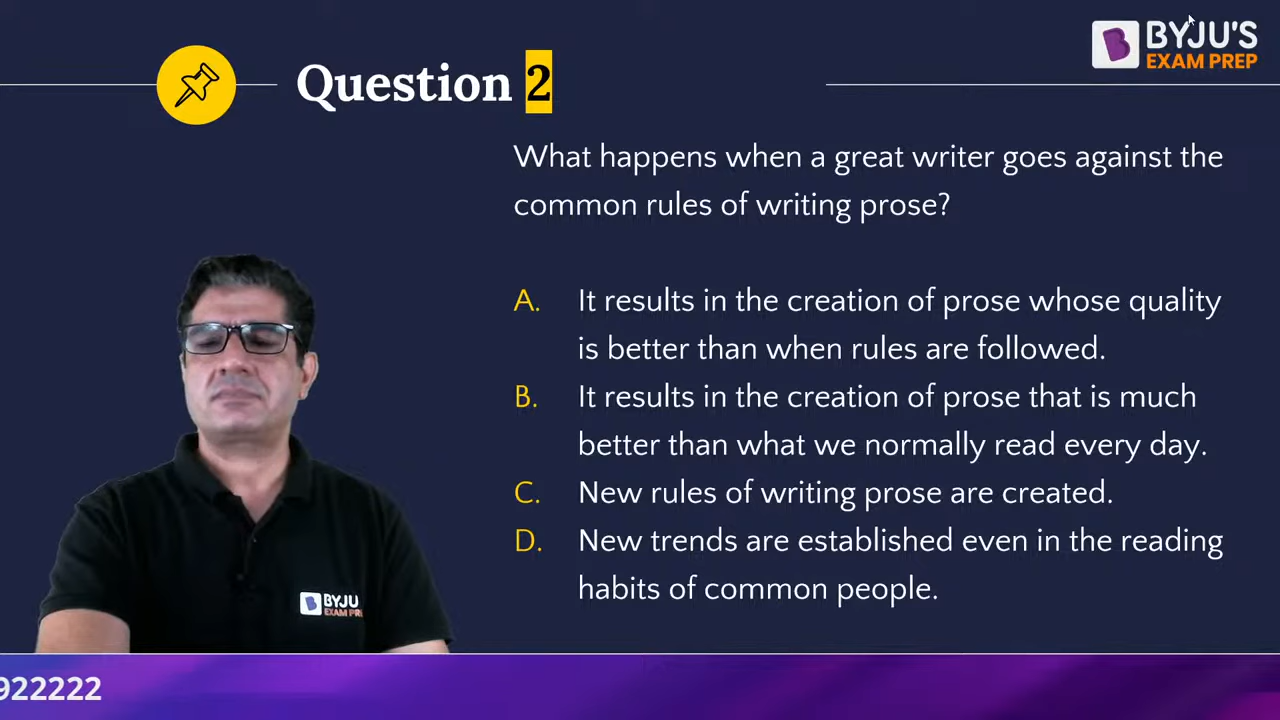 BYJU'S
EXAM PREP
Question 2
What happens when a great writer goes against the
common rules of writing prose?
A. It results in the creation of prose whose quality
is better than when rules are followed.
B. It results in the creation of prose that is much
better than what we normally read every day.
C. New rules of writing prose are created.
D. New trends are established even in the reading
habits of common people.
BYJU
EXAM PRE
922222